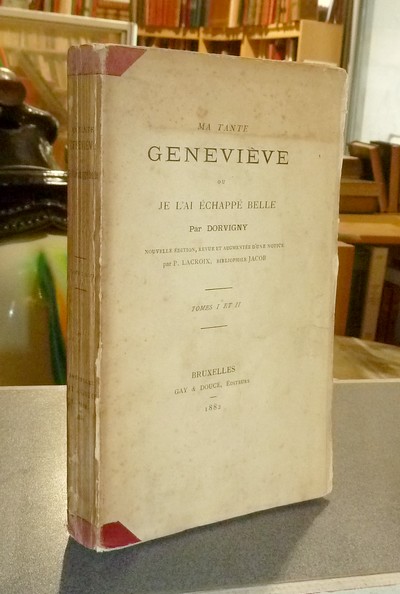 MA TANTE
GENEVIÈVE
OU
JE L'AI ÉCHAPPÉ BELLE
Par DORVIGNY
NOUVELLE ÉDITION, REVUE ET AUGMENTÉE D'UNE NOTICE
par P. LACROIX, BIBLIOPHILE JACOB
TOMES I ET II
BRUXELLES
GAY & DOUCÉ, ÉDITEURS
1882